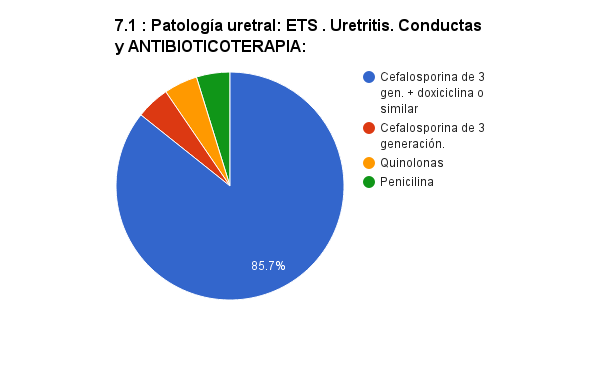 7.1 : Patología uretral: ETS . Uretritis. Conductas
y ANTIBIOTICOTERAPIA:
Cefalosporina de 3
gen. + doxiciclina o
similar
Cefalosporina de 3
generación.
Quinolonas
Penicilina
85.7%